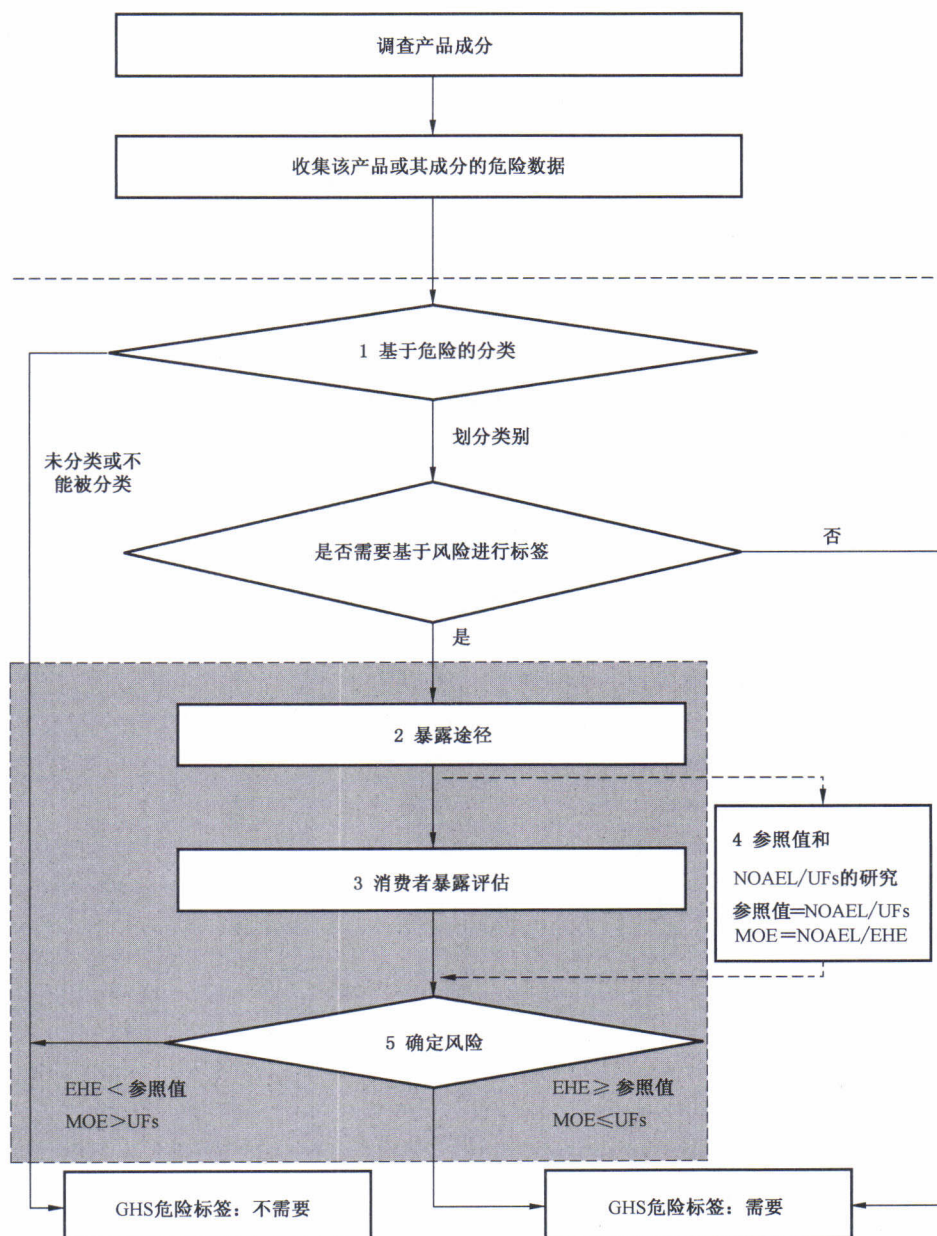 调查产品成分
收集该产品或其成分的危险数据
1 基于危险的分类
划分类别
未分类或不
能被分类
是否需要基于风险进行标签
否
是
2 暴露途径
4 参照值和
NOAEL/UFs的研究
参照值=NOAEL/UFs
MOE=NOAEL/EHE
3 消费者暴露评估
5 确定风险
EHE < 参照值
MOE>UFs
EHE ≥ 参照值
MOE≤UFs
GHS危险标签：不需要
GHS危险标签：需要